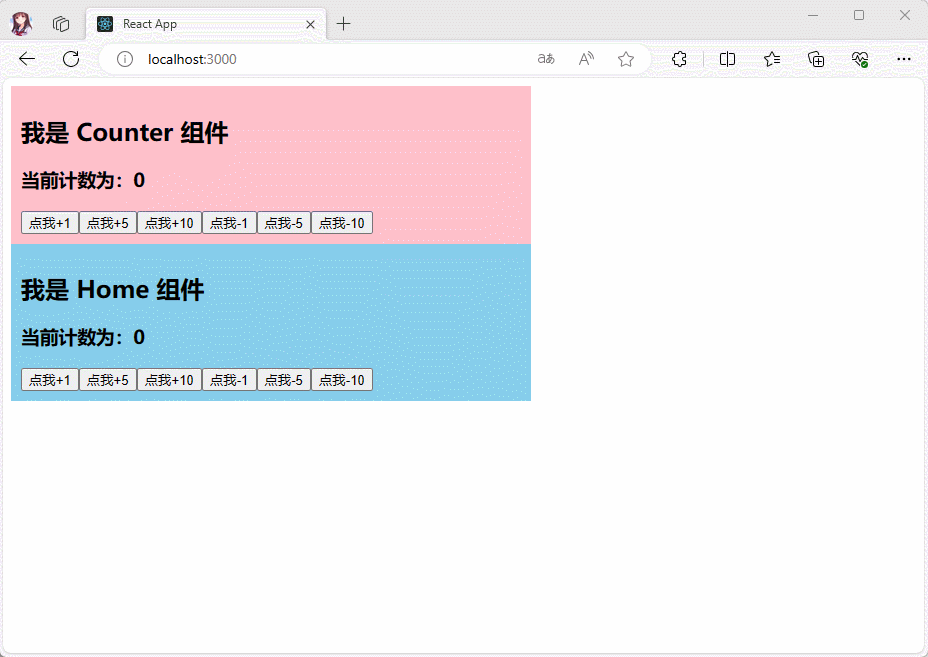 React App
localhost:3000
我是 Counter 组件
当前计数为：0
点我+1 点我+5 点我+10 点我-1 点我-5 点我-10
我是 Home 组件
当前计数为：0
点我+1 点我+5 点我+10 点我-1 点我-5 点我-10